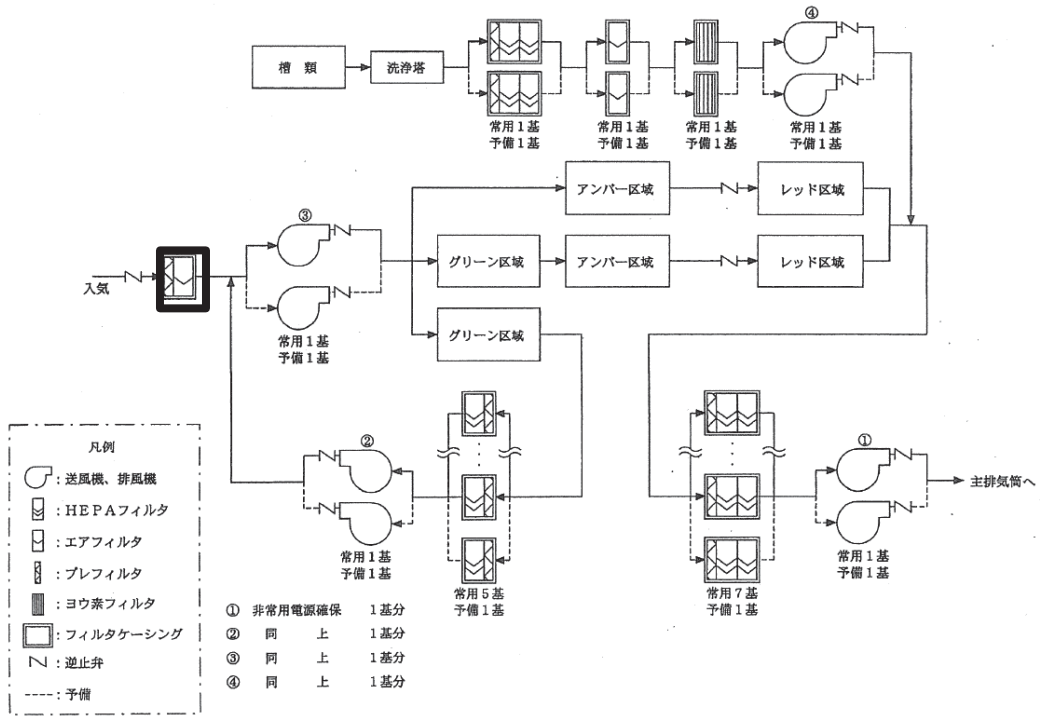 ④
槽 類
洗浄塔
常用1基
予備1基
常用1基
予備1基
常用1基
予備1基
常用1基
予備1基
アンバー区域
レッド区域
③
グリーン区域
アンバー区域
レッド区域
入気
常用1基
予備1基
グリーン区域
②
①
主排気筒へ
常用1基
予備1基
常用5基
予備1基
常用7基
予備1基
常用1基
予備1基
凡例
:送風機、排風機
:HEPAフィルタ
:エアフィルタ
:プレフィルタ
:ヨウ素フィルタ
:フィルタケーシング
:逆止弁
:予備
① 非常用電源確保 1基分
② 同 上 1基分
③ 同 上 1基分
④ 同 上 1基分